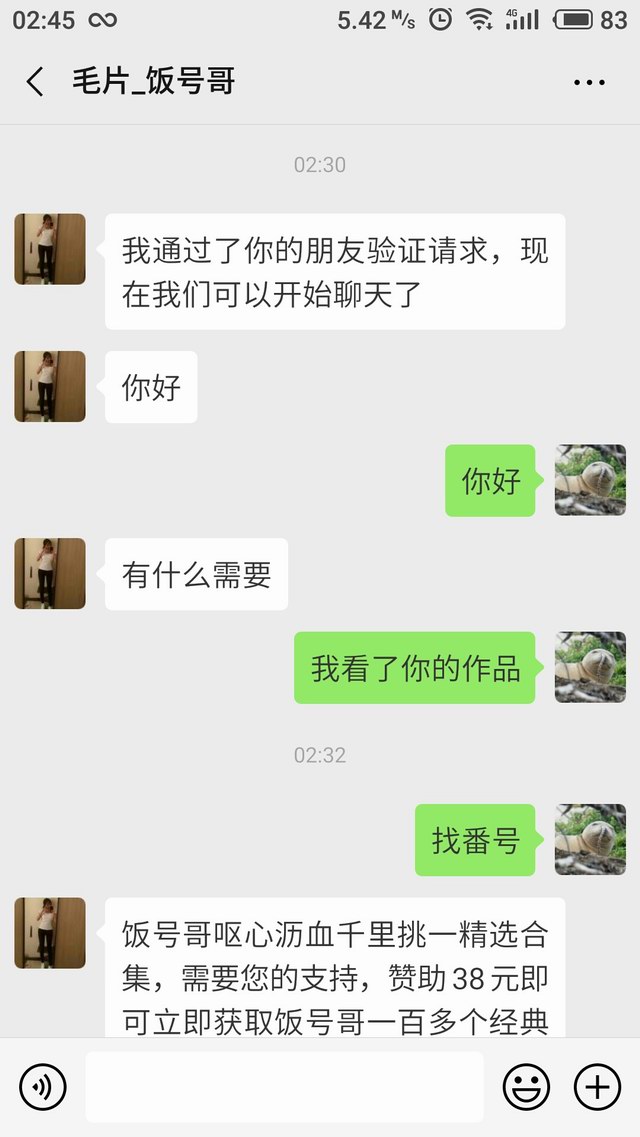 02:45
5.42 M/s
4G
83
毛片_饭号哥
02:30
我通过了你的朋友验证请求，现
在我们可以开始聊天了
你好
你好
有什么需要
我看了你的作品
02:32
找番号
饭号哥呕心沥血千里挑一精选合
集，需要您的支持，赞助 38 元即
可立即获取饭号哥一百多个经典